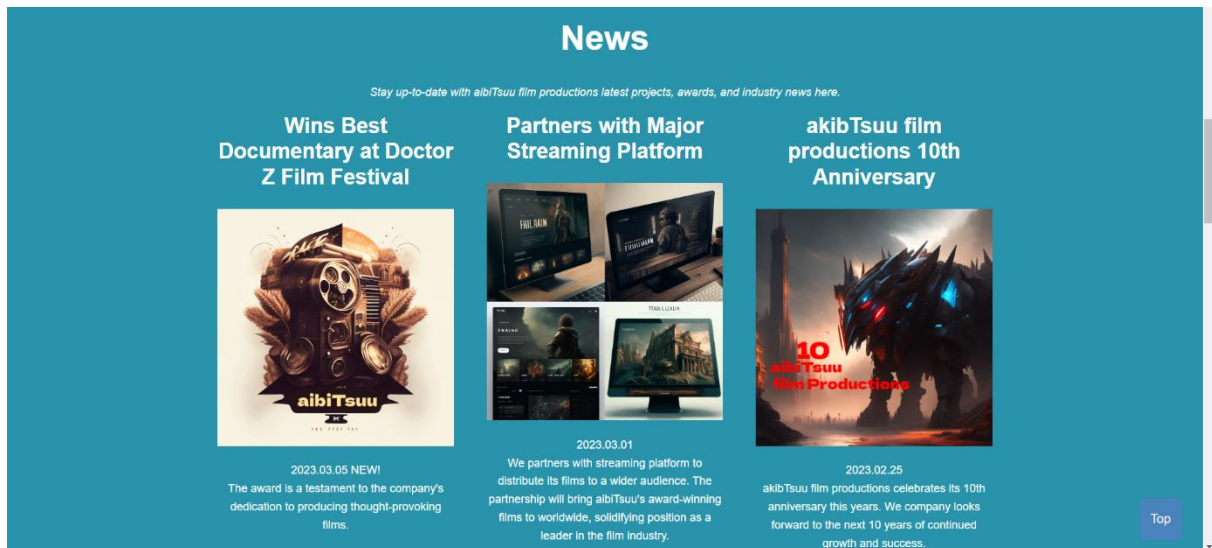 News
Stay up-to-date with aibiTsuu film productions latest projects, awards, and industry news here.
Wins Best
Documentary at Doctor
Z Film Festival
aibiTsuu
2023.03.05 NEW!
The award is a testament to the company's
dedication to producing thought-provoking
films.
Partners with Major
Streaming Platform
2023.03.01
We partners with streaming platform to
distribute its films to a wider audience. The
partnership will bring aibiTsuu's award-winning
films to worldwide, solidifying position as a
leader in the film industry.
akibTsuu film
productions 10th
Anniversary
10
aibiTsuu
film Productions
2023.02.25
akibTsuu film productions celebrates its 10th
anniversary this years. We company looks
forward to the next 10 years of continued
growth and success.
Top